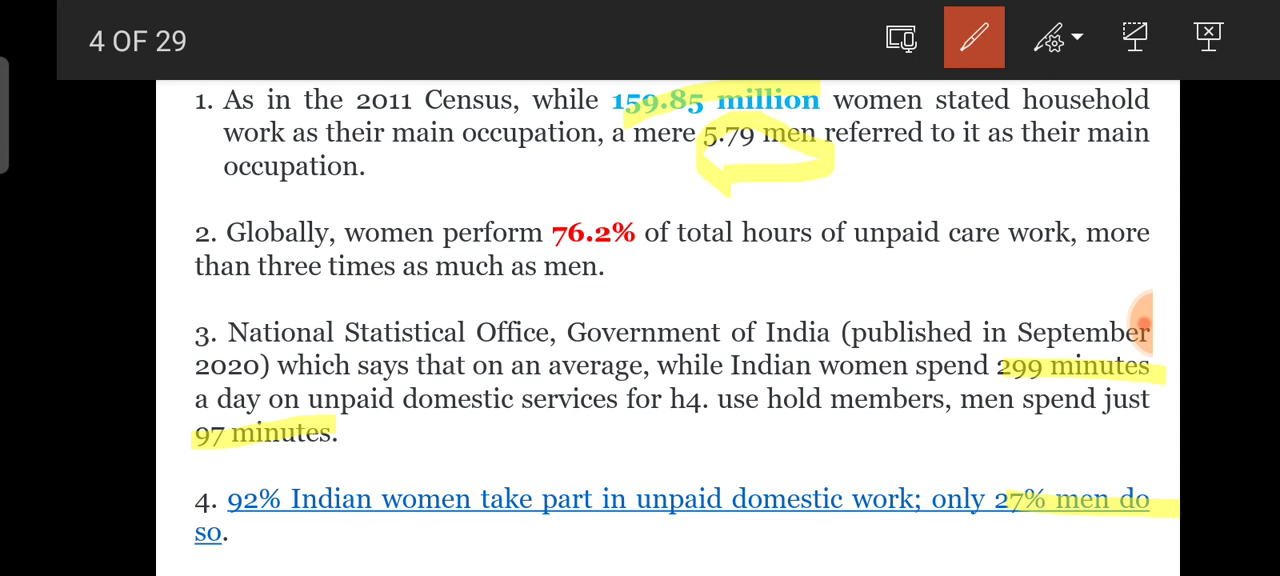 4 OF 29
1. As in the 2011 Census, while 159.85 million women stated household
work as their main occupation, a mere 5.79 men referred to it as their main
occupation.
2. Globally, women perform 76.2% of total hours of unpaid care work, more
than three times as much as men.
3. National Statistical Office, Government of India (published in September
2020) which says that on an average, while Indian women spend 299 minutes
a day on unpaid domestic services for h4. use hold members, men spend just
97 minutes.
4. 92% Indian women take part in unpaid domestic work; only 27% men do
so.